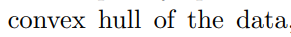 convex hull of the data.